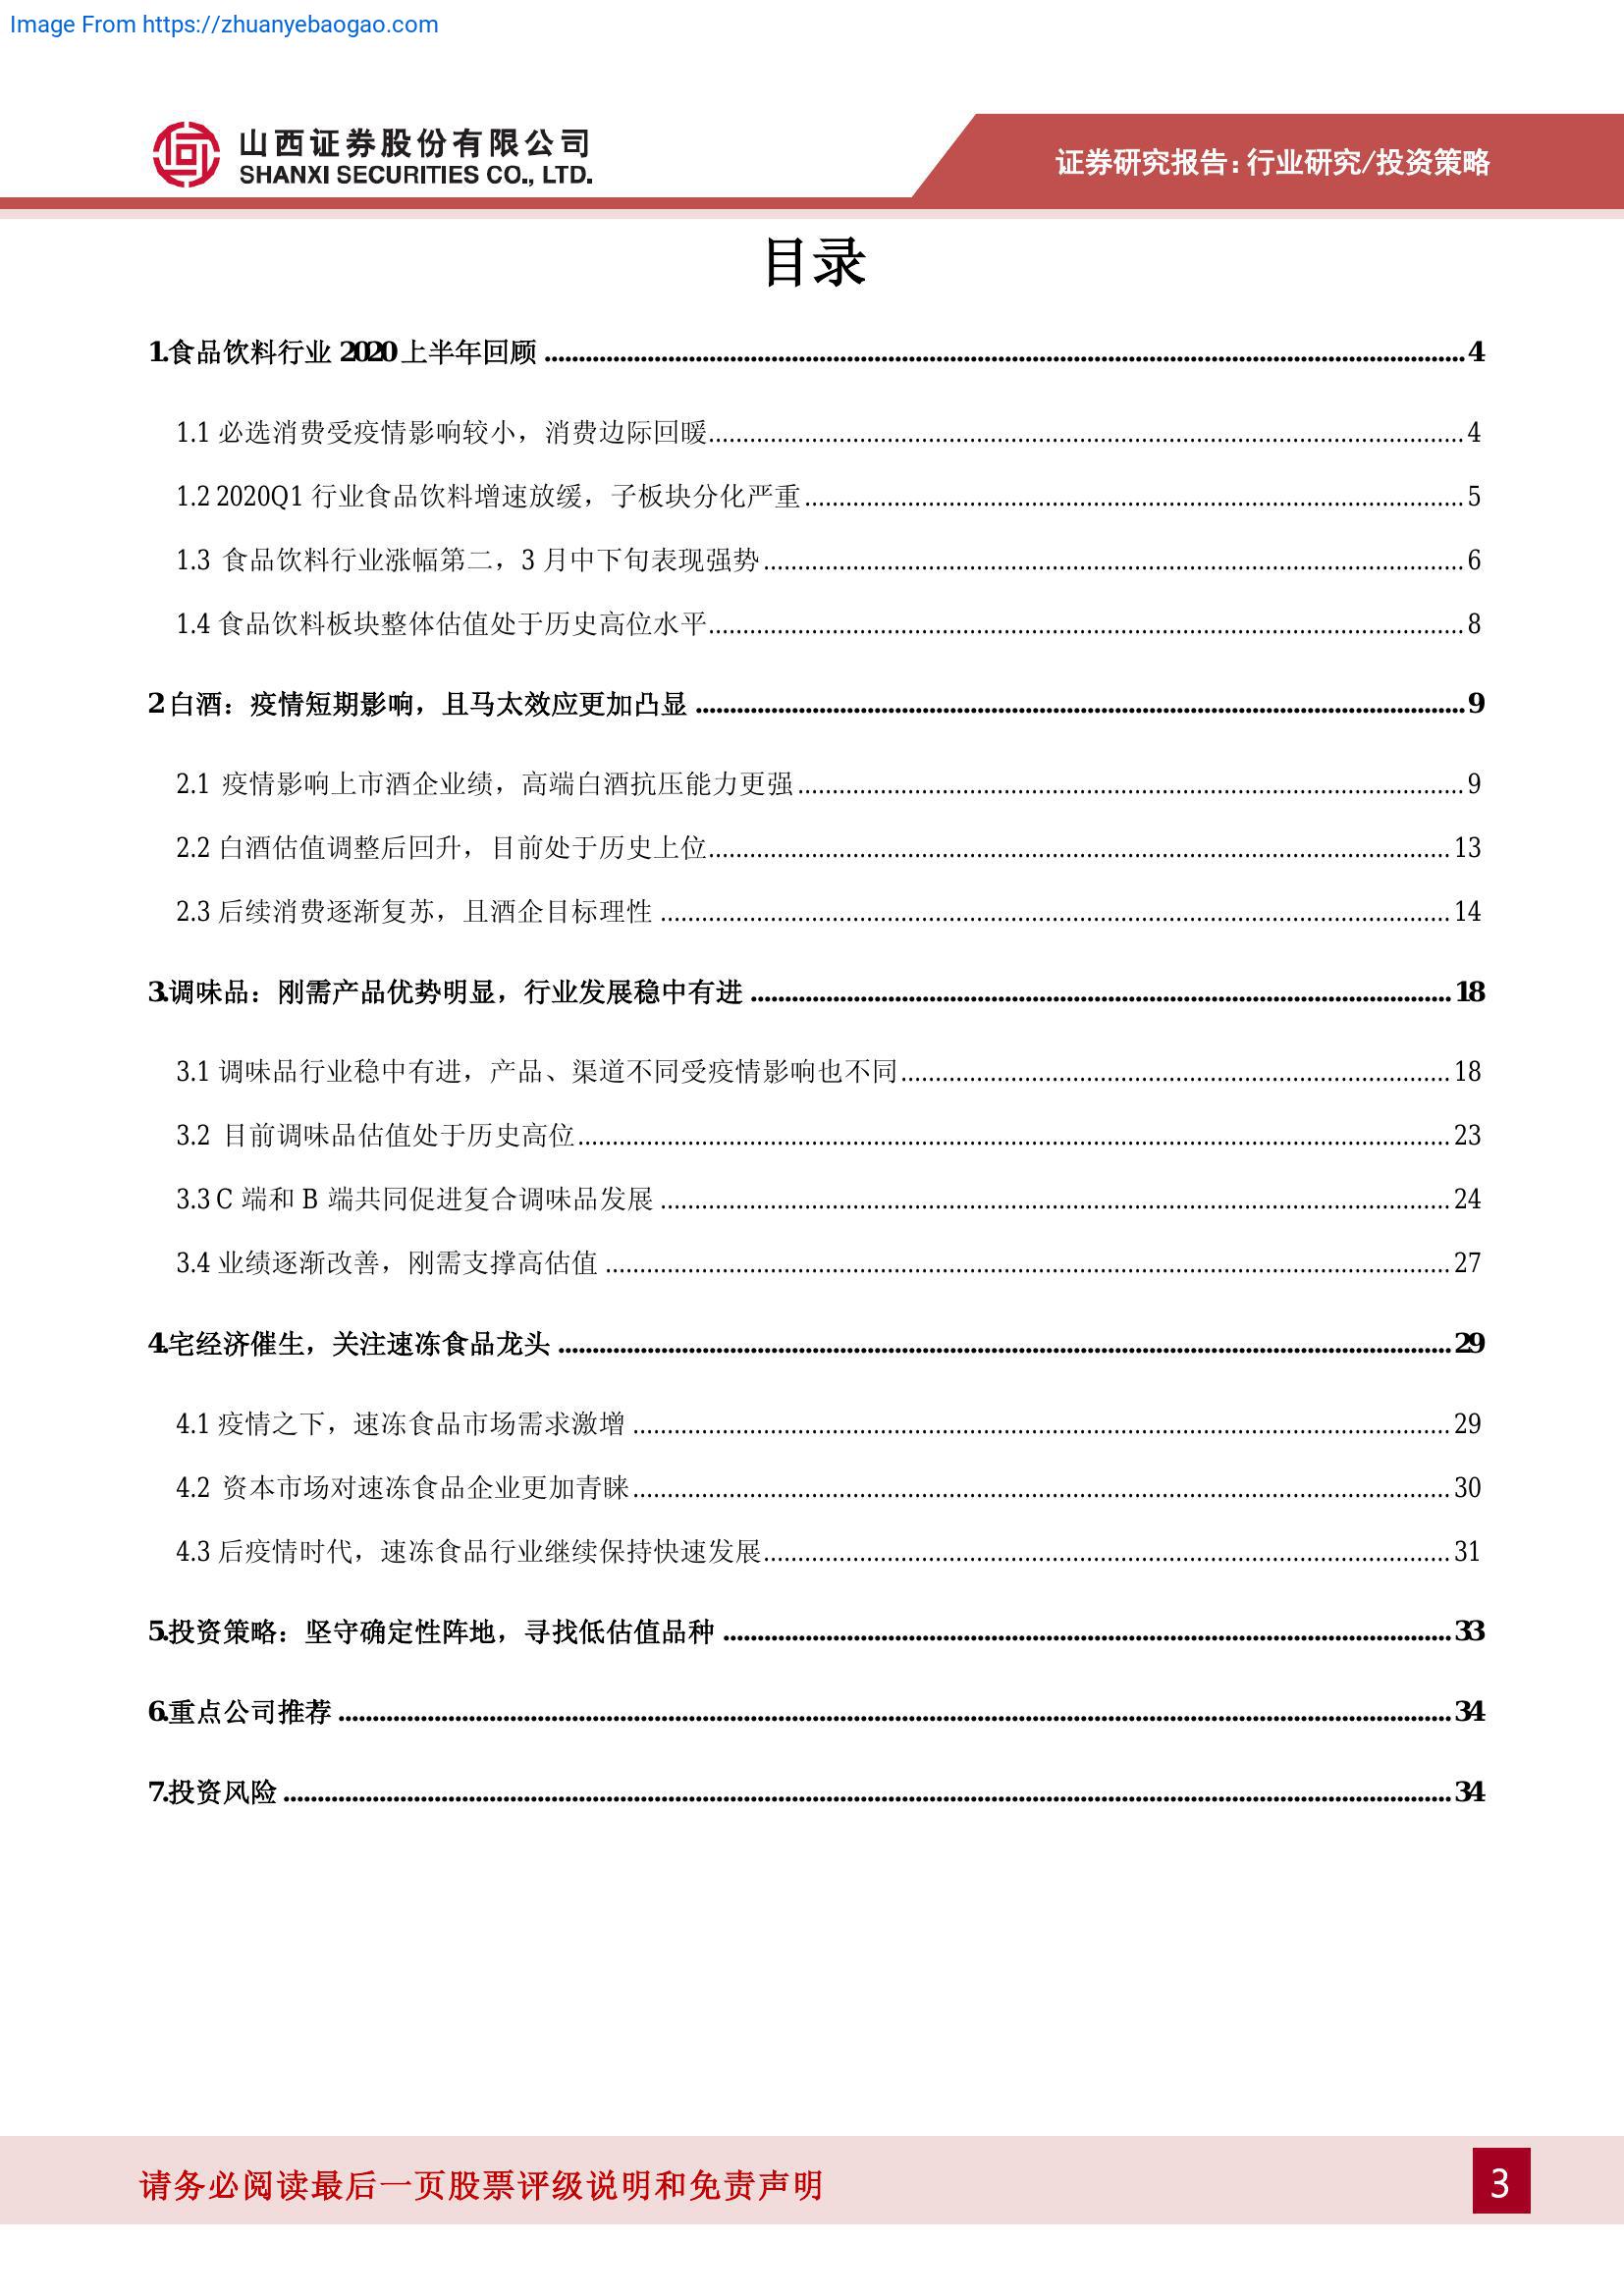 Image From https://zhuanyebaogao.com
山西证券股份有限公司
SHANXI SECURITIES CO., LTD.
证券研究报告：行业研究/投资策略
目录
1.食品饮料行业 2020 上半年回顾 ........ 4
1.1 必选消费受疫情影响较小，消费边际回暖........ 4
1.2 2020Q1 行业食品饮料增速放缓，子板块分化严重........ 5
1.3 食品饮料行业涨幅第二，3 月中下旬表现强势........ 6
1.4 食品饮料板块整体估值处于历史高位水平........ 8
2 白酒：疫情短期影响，且马太效应更加凸显 ........ 9
2.1 疫情影响上市酒企业绩，高端白酒抗压能力更强........ 9
2.2 白酒估值调整后回升，目前处于历史上位........ 13
2.3 后续消费逐渐复苏，且酒企目标理性 ........ 14
3.调味品：刚需产品优势明显，行业发展稳中有进 ........ 18
3.1 调味品行业稳中有进，产品、渠道不同受疫情影响也不同........ 18
3.2 目前调味品估值处于历史高位........ 23
3.3 C 端和 B 端共同促进复合调味品发展 ........ 24
3.4 业绩逐渐改善，刚需支撑高估值 ........ 27
4.宅经济催生，关注速冻食品龙头 ........ 29
4.1 疫情之下，速冻食品市场需求激增 ........ 29
4.2 资本市场对速冻食品企业更加青睐........ 30
4.3 后疫情时代，速冻食品行业继续保持快速发展........ 31
5.投资策略：坚守确定性阵地，寻找低估值品种 ........ 33
6.重点公司推荐 ........ 34
7.投资风险 ........ 34
请务必阅读最后一页股票评级说明和免责声明
3